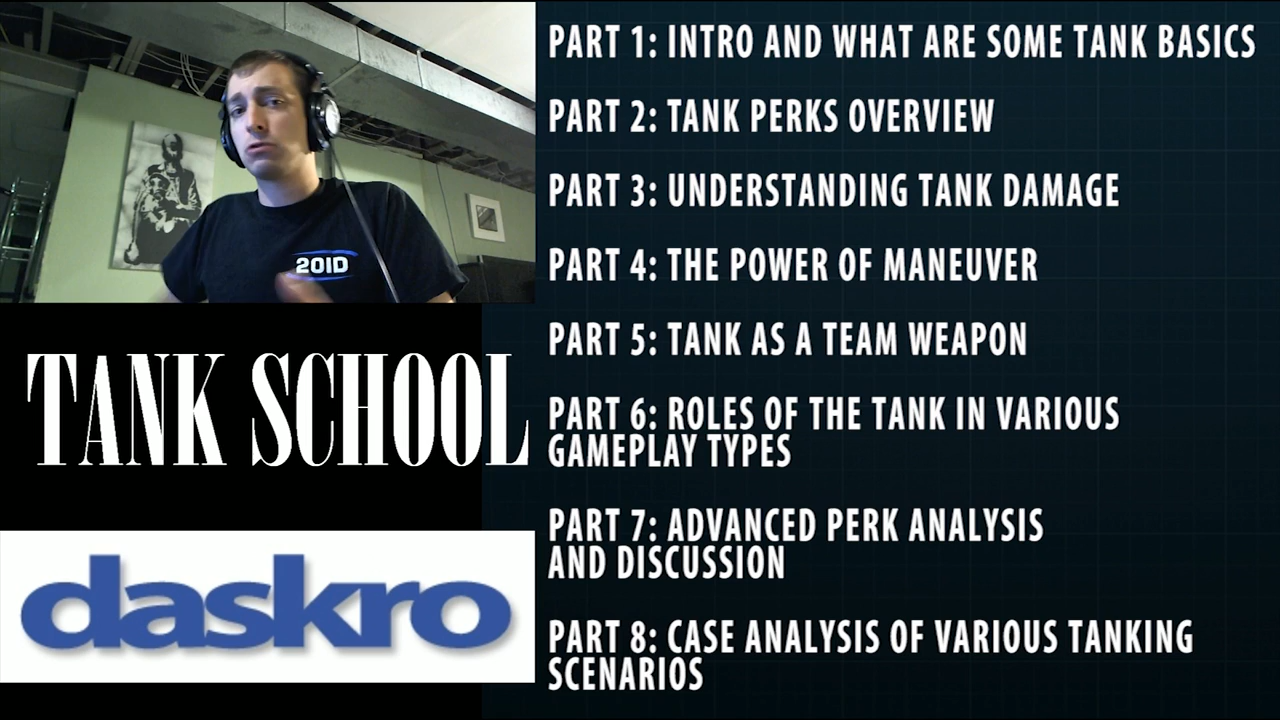 20ID
TANK SCHOOL
daskro
PART 1: INTRO AND WHAT ARE SOME TANK BASICS
PART 2: TANK PERKS OVERVIEW
PART 3: UNDERSTANDING TANK DAMAGE
PART 4: THE POWER OF MANEUVER
PART 5: TANK AS A TEAM WEAPON
PART 6: ROLES OF THE TANK IN VARIOUS
GAMEPLAY TYPES
PART 7: ADVANCED PERK ANALYSIS
AND DISCUSSION
PART 8: CASE ANALYSIS OF VARIOUS TANKING
SCENARIOS